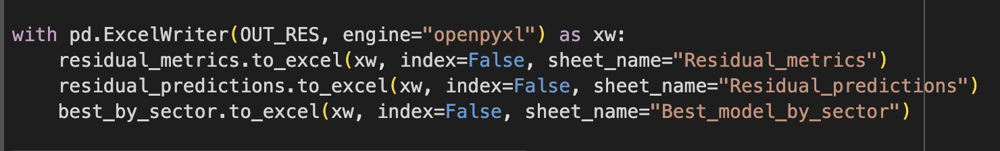 with pd.ExcelWriter(OUT_RES, engine="openpyxl") as xw:
    residual_metrics.to_excel(xw, index=False, sheet_name="Residual_metrics")
    residual_predictions.to_excel(xw, index=False, sheet_name="Residual_predictions")
    best_by_sector.to_excel(xw, index=False, sheet_name="Best_model_by_sector")